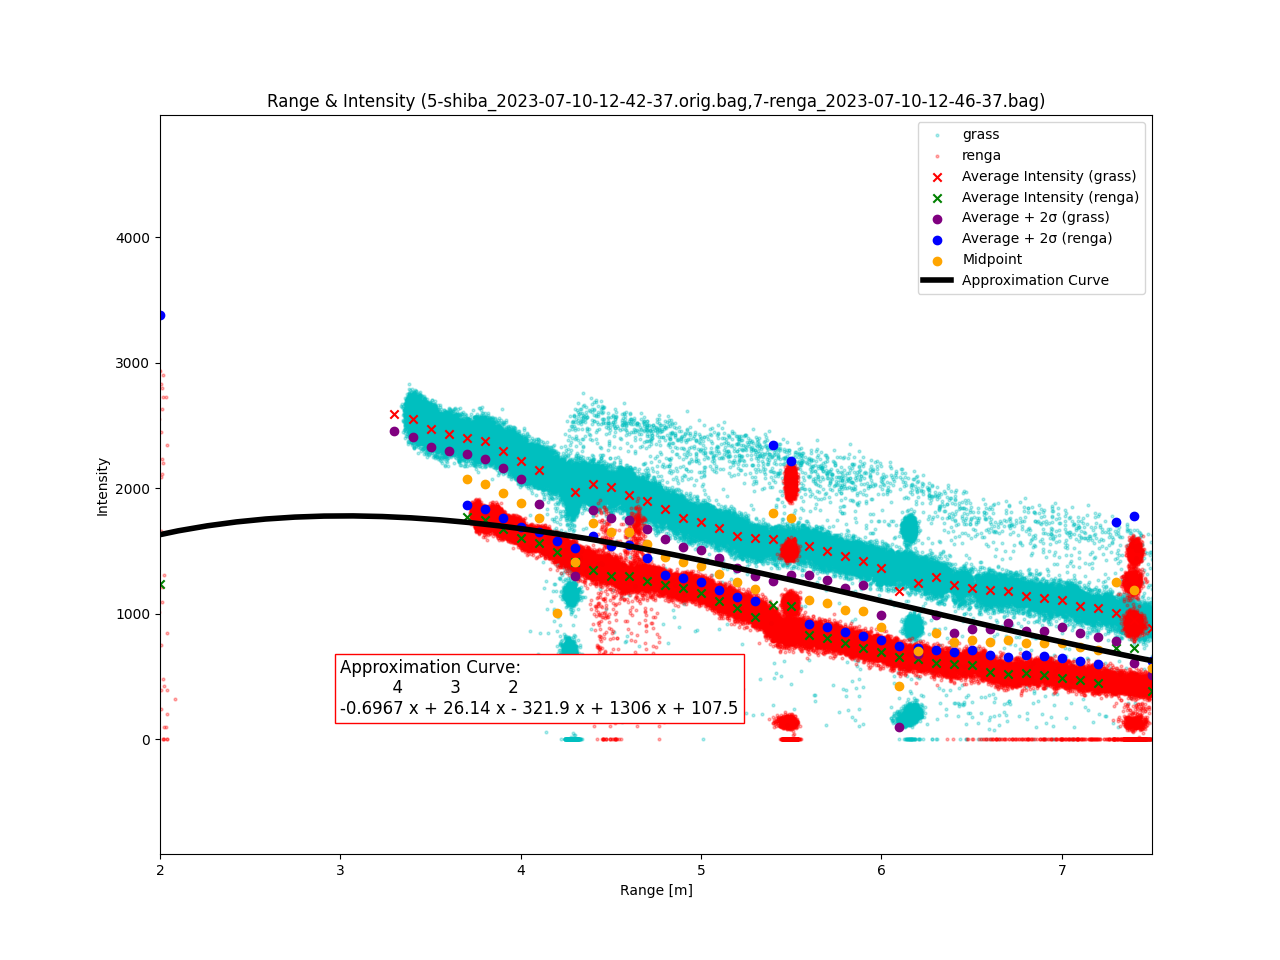 Range & Intensity (5-shiba_2023-07-10-12-42-37.orig.bag,7-renga_2023-07-10-12-46-37.bag)
grass
renga
Average Intensity (grass)
Average Intensity (renga)
Average + 2σ (grass)
Average + 2σ (renga)
Midpoint
Approximation Curve
4000
3000
2000
1000
0
Intensity
Approximation Curve:
4 3 2
-0.6967 x + 26.14 x - 321.9 x + 1306 x + 107.5
2 3 4 5 6 7
Range [m]